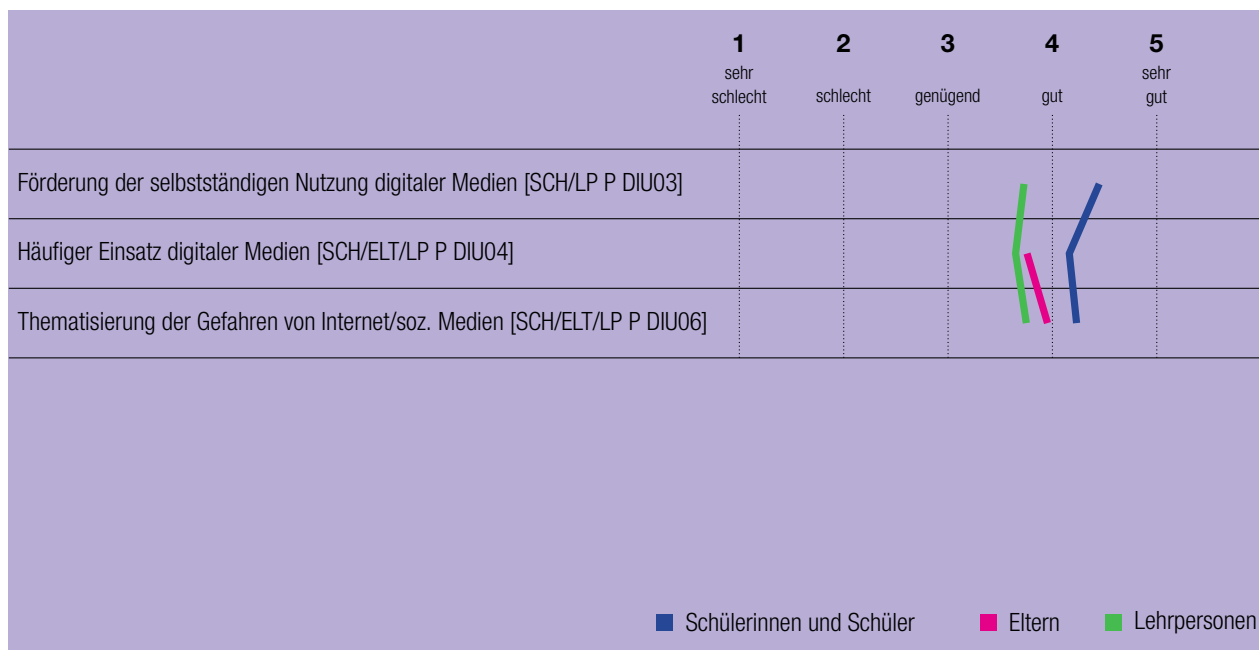 1 2 3 4 5
sehr schlecht schlecht genügend gut sehr gut
Förderung der selbstständigen Nutzung digitaler Medien [SCH/LP P DIU03]
Häufiger Einsatz digitaler Medien [SCH/ELT/LP P DIU04]
Thematisierung der Gefahren von Internet/soz. Medien [SCH/ELT/LP P DIU06]
Schülerinnen und Schüler Eltern Lehrpersonen